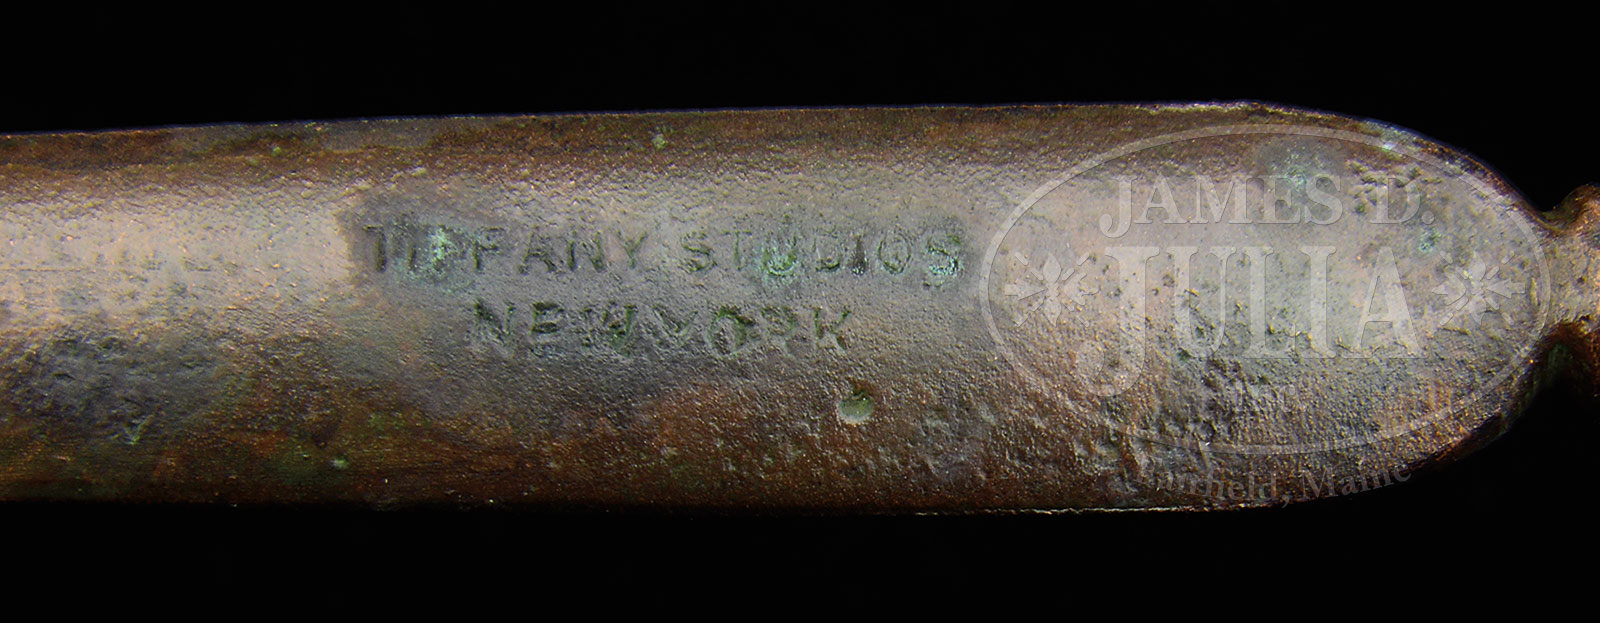 TIFFANY STUDIOS
NEW YORK
JAMES D.
JULIA
Fairfield, Maine